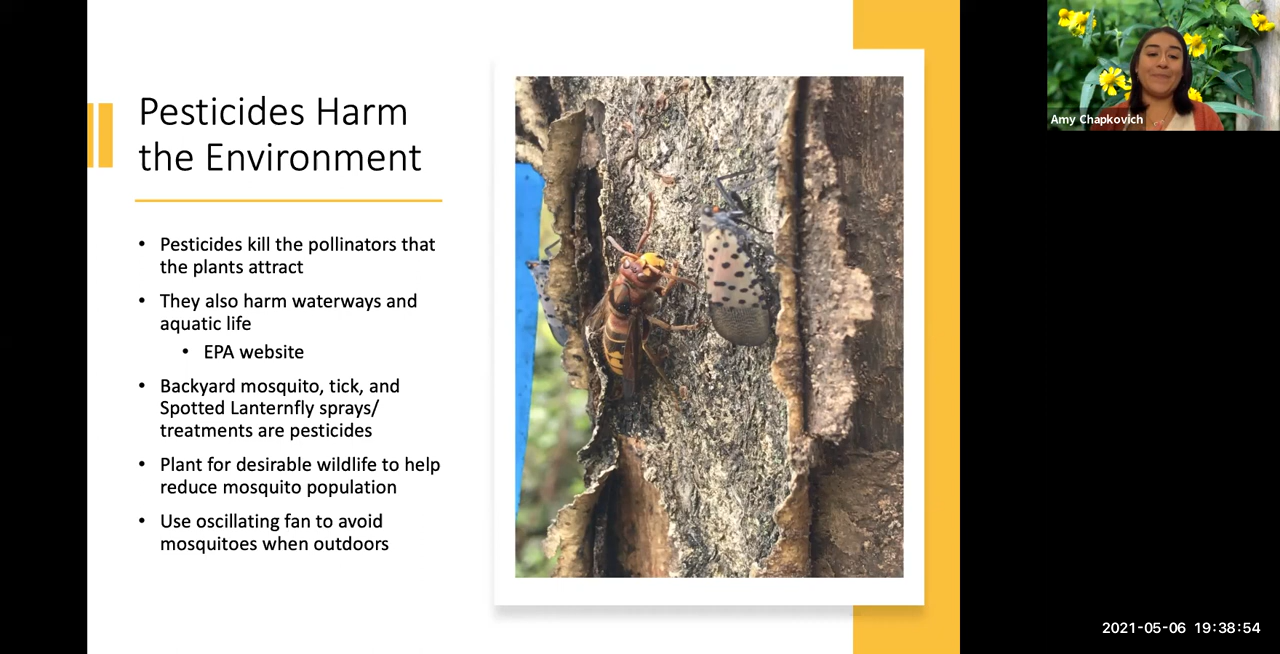 Pesticides Harm
the Environment
• Pesticides kill the pollinators that
the plants attract
• They also harm waterways and
aquatic life
• EPA website
• Backyard mosquito, tick, and
Spotted Lanternfly sprays/
treatments are pesticides
• Plant for desirable wildlife to help
reduce mosquito population
• Use oscillating fan to avoid
mosquitoes when outdoors
Amy Chapkovich
2021-05-06 19:38:54